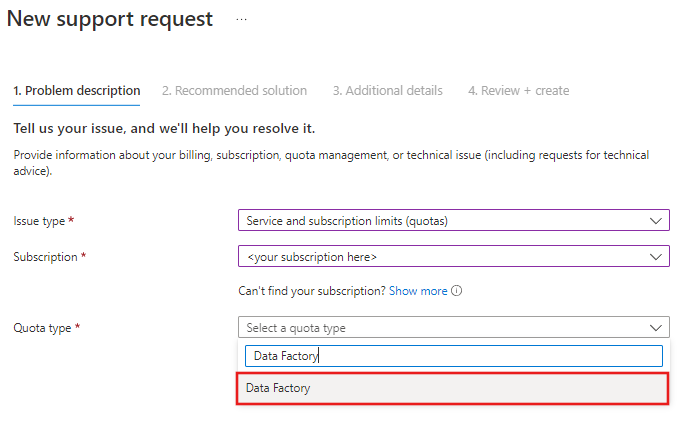 New support request ...
1. Problem description 2. Recommended solution 3. Additional details 4. Review + create
Tell us your issue, and we'll help you resolve it.
Provide information about your billing, subscription, quota management, or technical issue (including requests for technical
advice).
Issue type * Service and subscription limits (quotas)
Subscription * <your subscription here>
Can't find your subscription? Show more
Quota type * Select a quota type
Data Factory
Data Factory